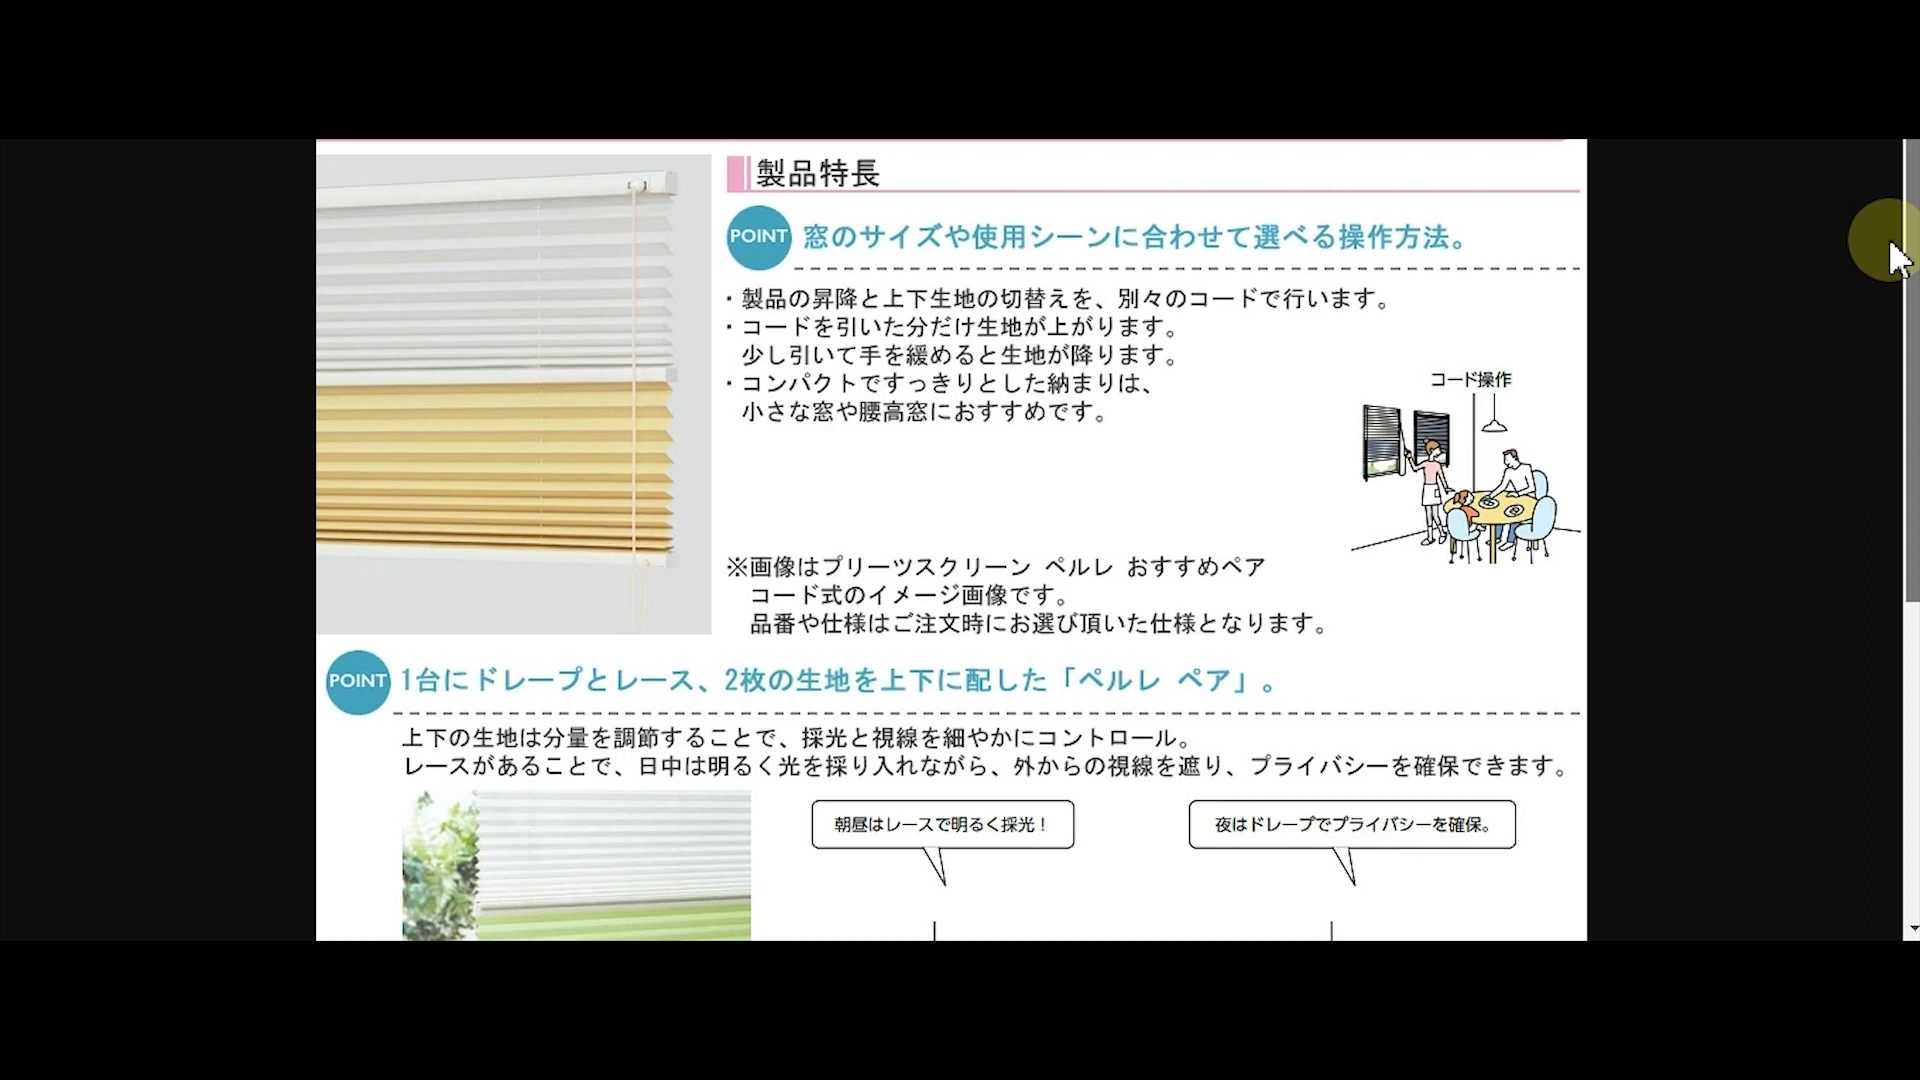 製品特長
POINT 窓のサイズや使用シーンに合わせて選べる操作方法。
・製品の昇降と上下生地の切替えを、別々のコードで行います。
・コードを引いた分だけ生地が上がります。
少し引いて手を緩めると生地が降ります。
・コンパクトですっきりとした納まりは、
小さな窓や腰高窓におすすめです。
コード操作
※画像はプリーツスクリーン ペルレ おすすめペア
コード式のイメージ画像です。
品番や仕様はご注文時にお選び頂いた仕様となります。
POINT 1台にドレープとレース、2枚の生地を上下に配した「ペルレ ペア」。
上下の生地は分量を調節することで、採光と視線を細やかにコントロール。
レースがあることで、日中は明るく光を採り入れながら、外からの視線を遮り、プライバシーを確保できます。
朝昼はレースで明るく採光！
夜はドレープでプライバシーを確保。